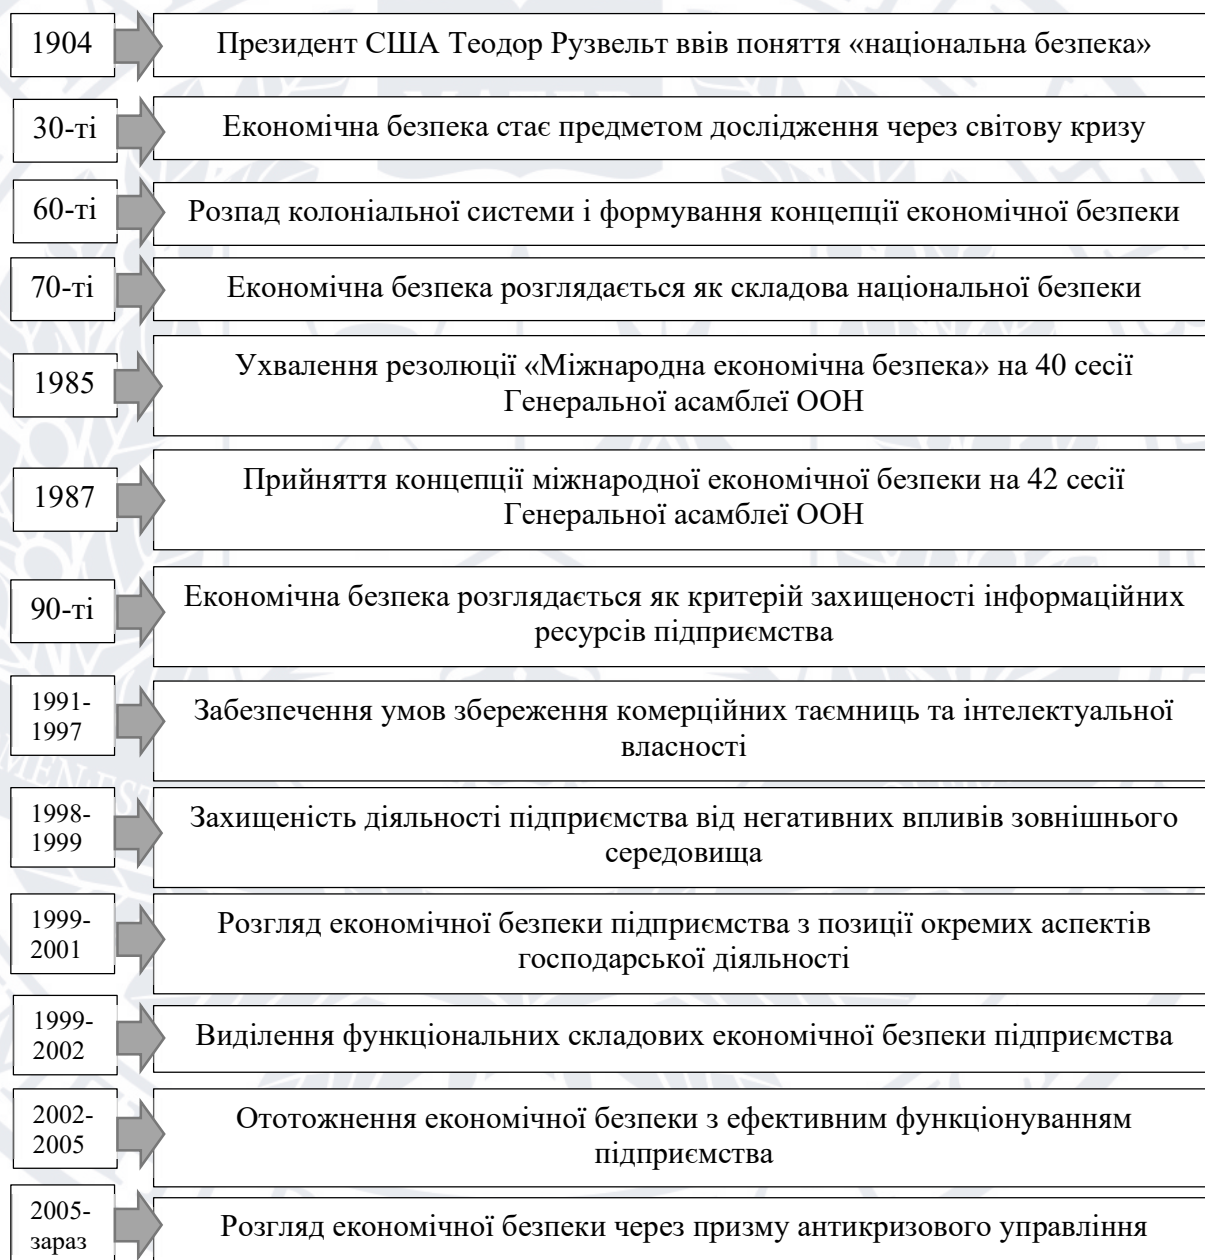 1904
Президент США Теодор Рузвельт ввів поняття «національна безпека»
30-ті
Економічна безпека стає предметом дослідження через світову кризу
60-ті
Розпад колоніальної системи і формування концепції економічної безпеки
70-ті
Економічна безпека розглядається як складова національної безпеки
1985
Ухвалення резолюції «Міжнародна економічна безпека» на 40 сесії
Генеральної асамблеї ООН
1987
Прийняття концепції міжнародної економічної безпеки на 42 сесії
Генеральної асамблеї ООН
90-ті
Економічна безпека розглядається як критерій захищеності інформаційних
ресурсів підприємства
1991-
1997
Забезпечення умов збереження комерційних таємниць та інтелектуальної
власності
1998-
1999
Захищеність діяльності підприємства від негативних впливів зовнішнього
середовища
1999-
2001
Розгляд економічної безпеки підприємства з позиції окремих аспектів
господарської діяльності
1999-
2002
Виділення функціональних складових економічної безпеки підприємства
2002-
2005
Ототожнення економічної безпеки з ефективним функціонуванням
підприємства
2005-
зараз
Розгляд економічної безпеки через призму антикризового управління